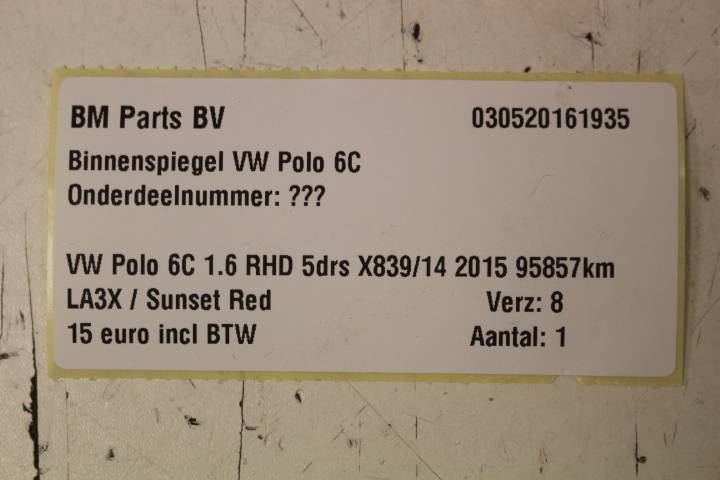 BM Parts BV 030520161935
Binnenspiegel VW Polo 6C
Onderdeelnummer: ???
VW Polo 6C 1.6 RHD 5drs X839/14 2015 95857km
LA3X / Sunset Red Verz: 8
15 euro incl BTW Aantal: 1